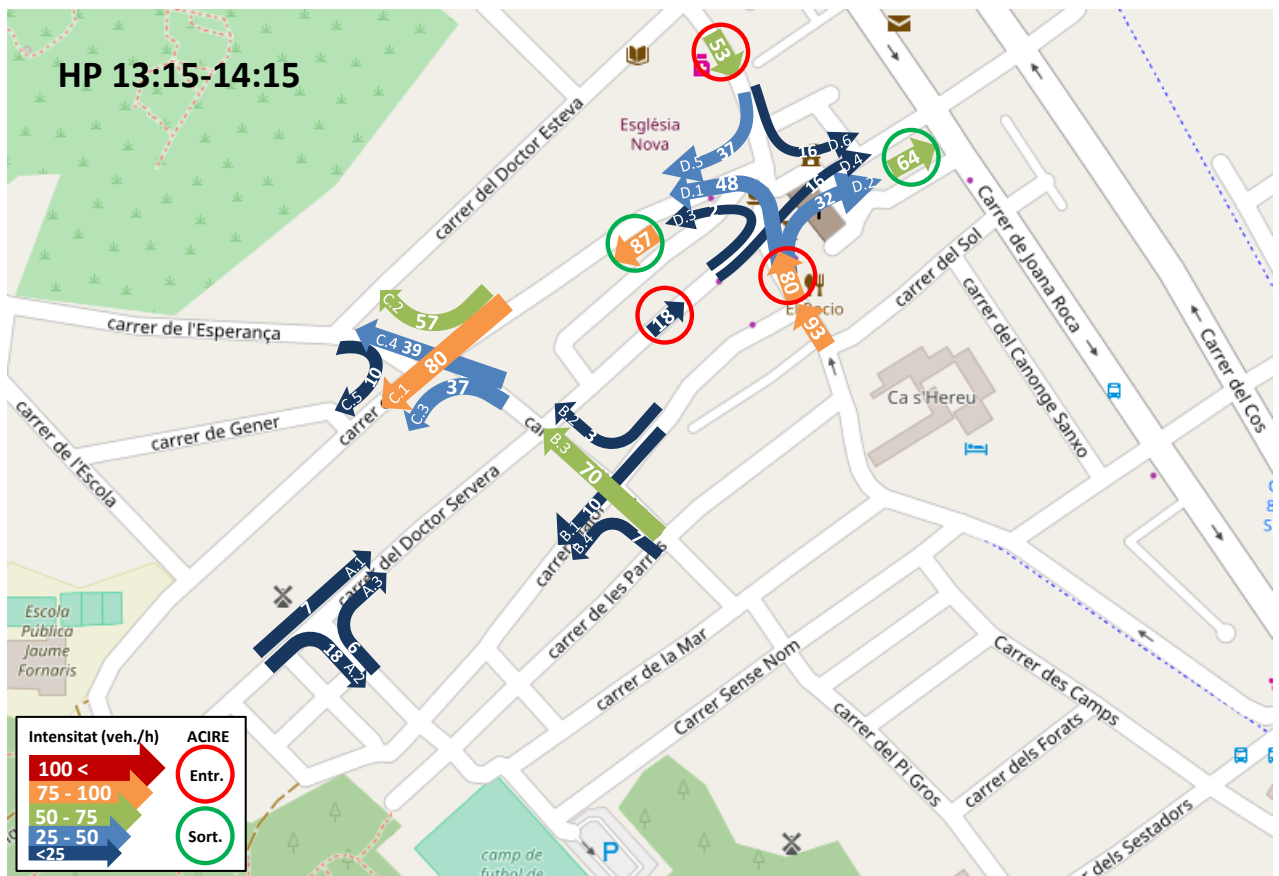 HP 13:15-14:15
carrer del Doctor Esteva
Església
Nova
53
37
D.5
16
D.6
D.4
16
D.1
48
D.2
32
64
D.3
2
87
80
18
93
El Racio
carrer del Sol
Carrer de Joana Roca
carrer del Canonge Sanxo
Carrer del Cos
Ca s'Hereu
carrer de l'Esperança
C.2
57
C.4
39
80
C.1
C.3
37
10
C.5
carrer de Gener
carrer de l'Escola
carrer del Doctor Servera
B.2
3
B.3
70
10
B.1
B.4
7
carrer de les Parres
A.1
7
A.3
6
18
A.2
Escola
Pública
Jaume
Fornaris
carrer de la Mar
Carrer Sense Nom
carrer del Pi Gros
Carrer des Camps
carrer dels Forats
carrer dels Sestadors
camp de
futbol de
P
Intensitat (veh./h)
ACIRE
100 <
75 - 100
50 - 75
25 - 50
<25
Entr.
Sort.